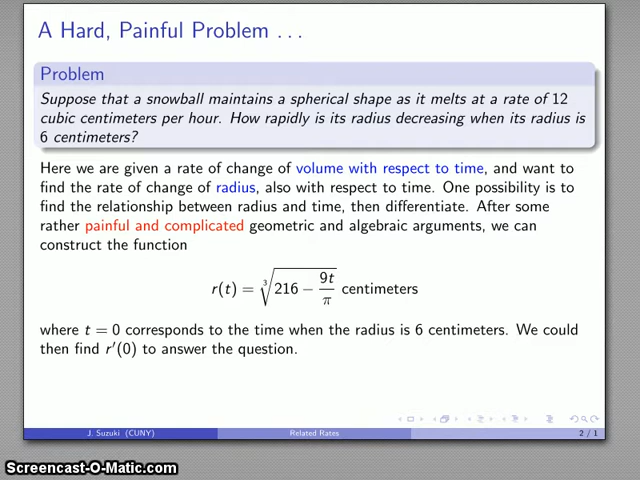 A Hard, Painful Problem . . .
Problem
Suppose that a snowball maintains a spherical shape as it melts at a rate of 12
cubic centimeters per hour. How rapidly is its radius decreasing when its radius is
6 centimeters?
Here we are given a rate of change of volume with respect to time, and want to
find the rate of change of radius, also with respect to time. One possibility is to
find the relationship between radius and time, then differentiate. After some
rather painful and complicated geometric and algebraic arguments, we can
construct the function
r(t) = ∛(216 − 9t/π) centimeters
where t = 0 corresponds to the time when the radius is 6 centimeters. We could
then find r′(0) to answer the question.
J. Suzuki (CUNY) Related Rates 2 / 1
Screencast-O-Matic.com